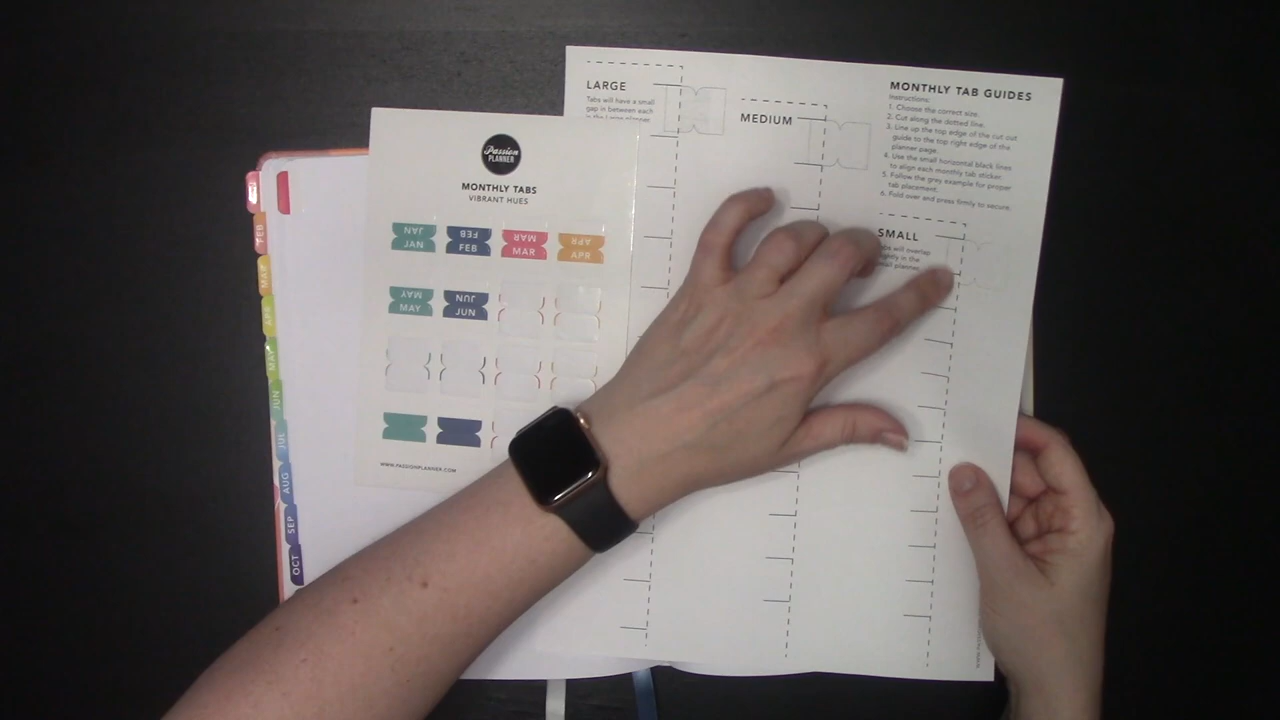 LARGE
Tabs will have a small
gap in between each
MEDIUM
MONTHLY TAB GUIDES
Instructions:
1. Choose the correct size.
2. Cut along the dotted line.
3. Line up the top edge of the cut out
guide to the top right edge of the
planner page.
4. Use the small horizontal black lines
to align each monthly tab sticker.
5. Follow the grey example for proper
tab placement.
6. Fold over and press firmly to secure.
SMALL
will overlap
in the
planner
Passion
PLANNER
MONTHLY TABS
VIBRANT HUES
JAN
JAN
FEB
FEB
MAR
MAR
APR
APR
MAY
MAY
JUN
JUN
WWW.PASSIONPLANNER.COM
FEB
MAR
APR
MAY
JUN
JUL
AUG
SEP
OCT